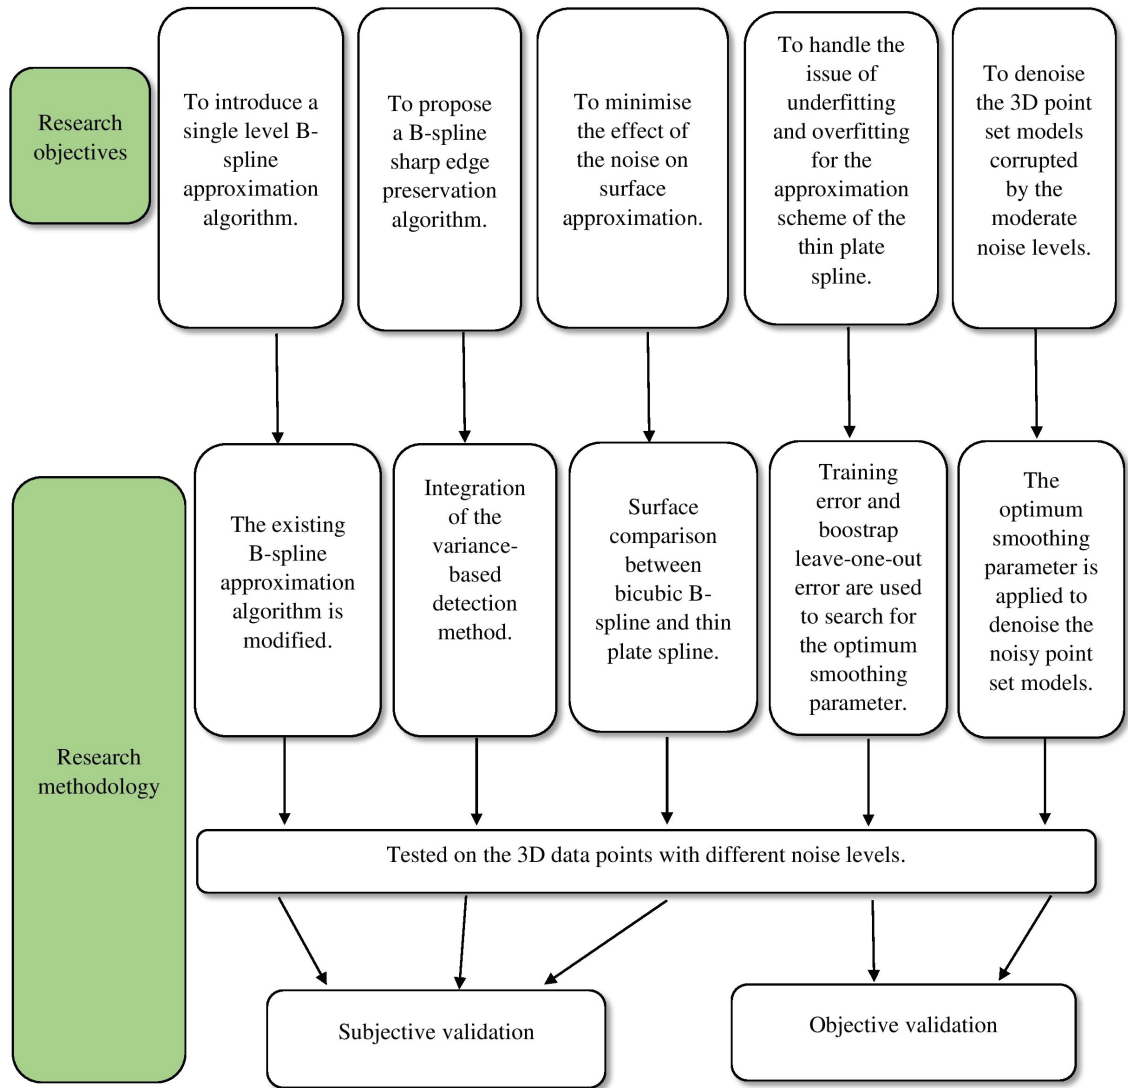 Research
objectives
To introduce a
single level B-
spline
approximation
algorithm.
To propose
a B-spline
sharp edge
preservation
algorithm.
To minimise
the effect of
the noise on
surface
approximation.
To handle the
issue of
underfitting
and overfitting
for the
approximation
scheme of the
thin plate
spline.
To denoise
the 3D point
set models
corrupted
by the
moderate
noise levels.
Research
methodology
The existing
B-spline
approximation
algorithm is
modified.
Integration
of the
variance-
based
detection
method.
Surface
comparison
between
bicubic B-
spline and thin
plate spline.
Training
error and
boostrap
leave-one-out
error are used
to search for
the optimum
smoothing
parameter.
The
optimum
smoothing
parameter is
applied to
denoise the
noisy point
set models.
Tested on the 3D data points with different noise levels.
Subjective validation
Objective validation